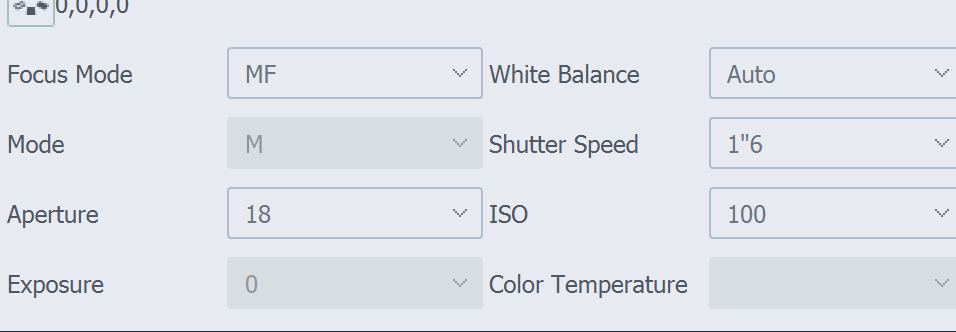 0,0,0,0
Focus Mode MF White Balance Auto
Mode M Shutter Speed 1"6
Aperture 18 ISO 100
Exposure 0 Color Temperature